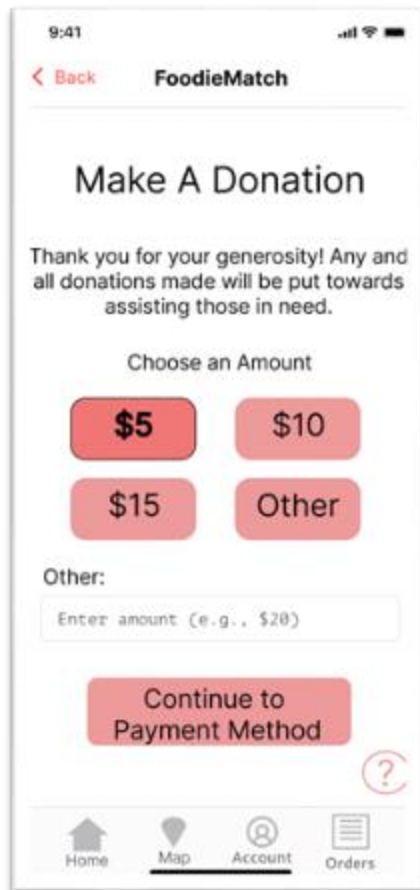 9:41
Back FoodieMatch
Make A Donation
Thank you for your generosity! Any and
all donations made will be put towards
assisting those in need.
Choose an Amount
$5 $10
$15 Other
Other:
Enter amount (e.g., $20)
Continue to
Payment Method
?
Home Map Account Orders